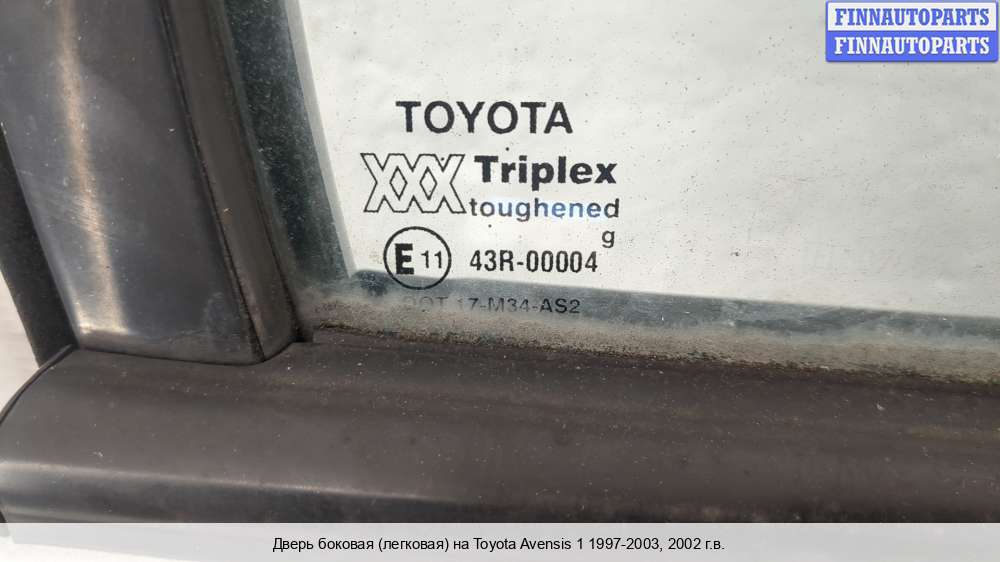 FINNAUTOPARTS
FINNAUTOPARTS
TOYOTA
XXX Triplex
toughened
g
E 11 43R-00004
DOT 17-M34-AS2
Дверь боковая (легковая) на Toyota Avensis 1 1997-2003, 2002 г.в.